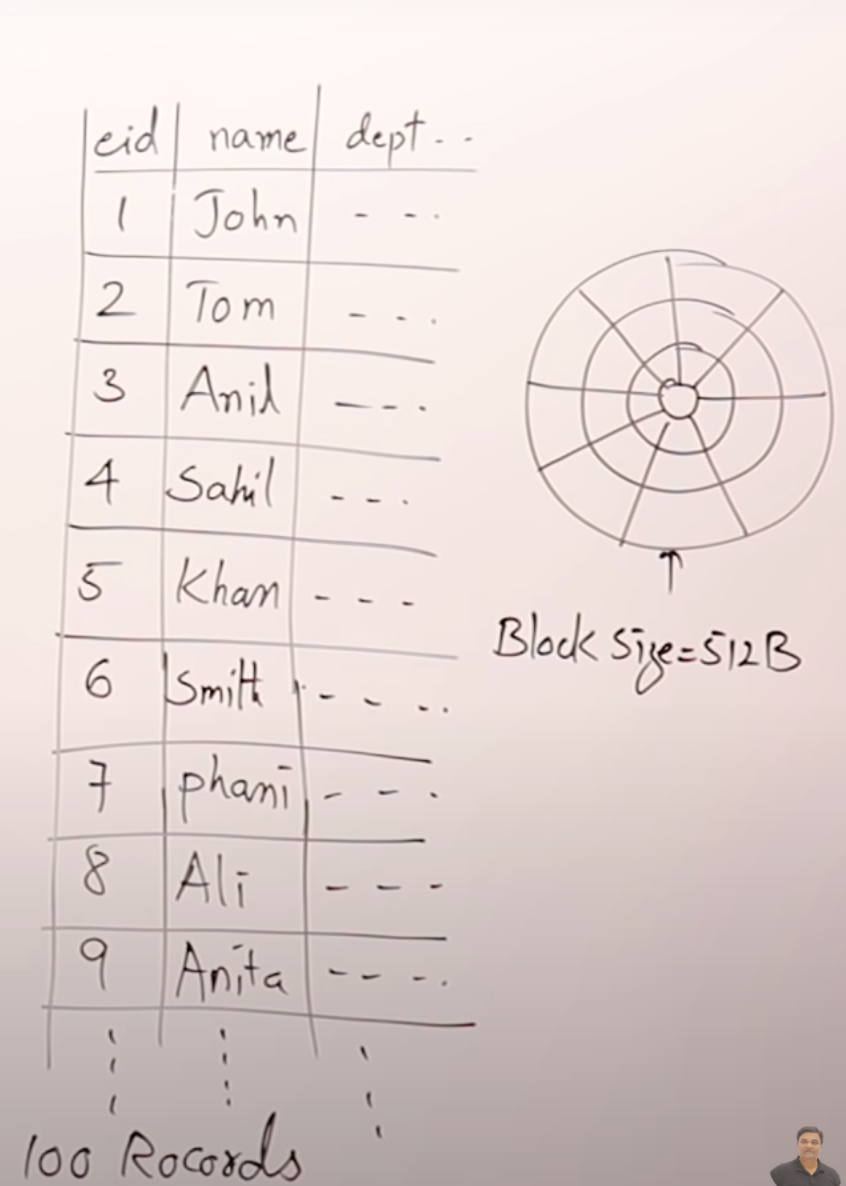 eid name dept...
1 John - - -
2 Tom - - -
3 Anil - - -
4 Sahil - - -
5 Khan - - -
6 Smith - - - -
7 phani - - -
8 Ali - - -
9 Anita - - - -
100 Rocords
Block Size=512B